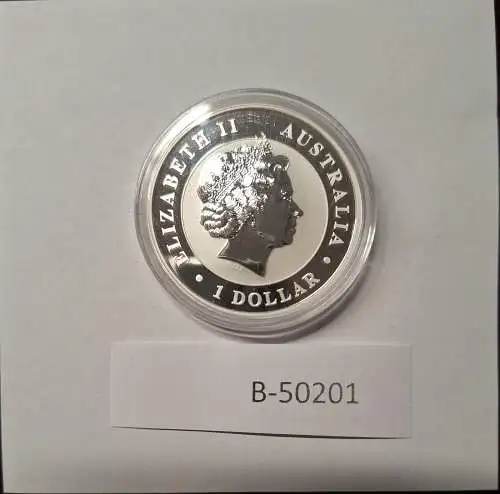 ELIZABETH II AUSTRALIA
• 1 DOLLAR •
B-50201